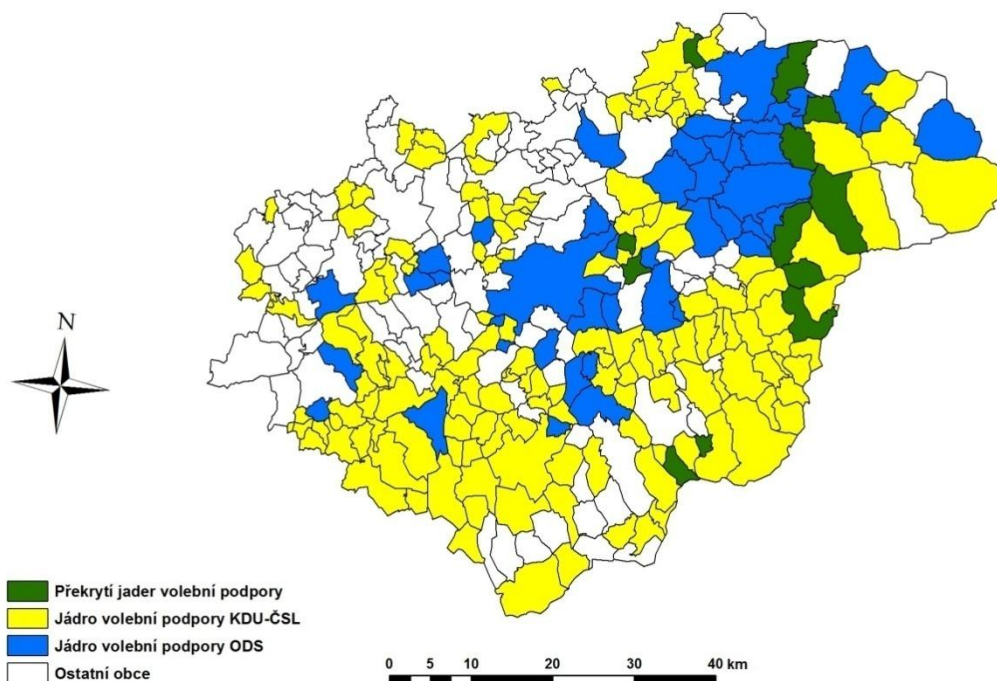 N
Překrytí jader volební podpory
Jádro volební podpory KDU-ČSL
Jádro volební podpory ODS
Ostatní obce
0 5 10 20 30 40 km